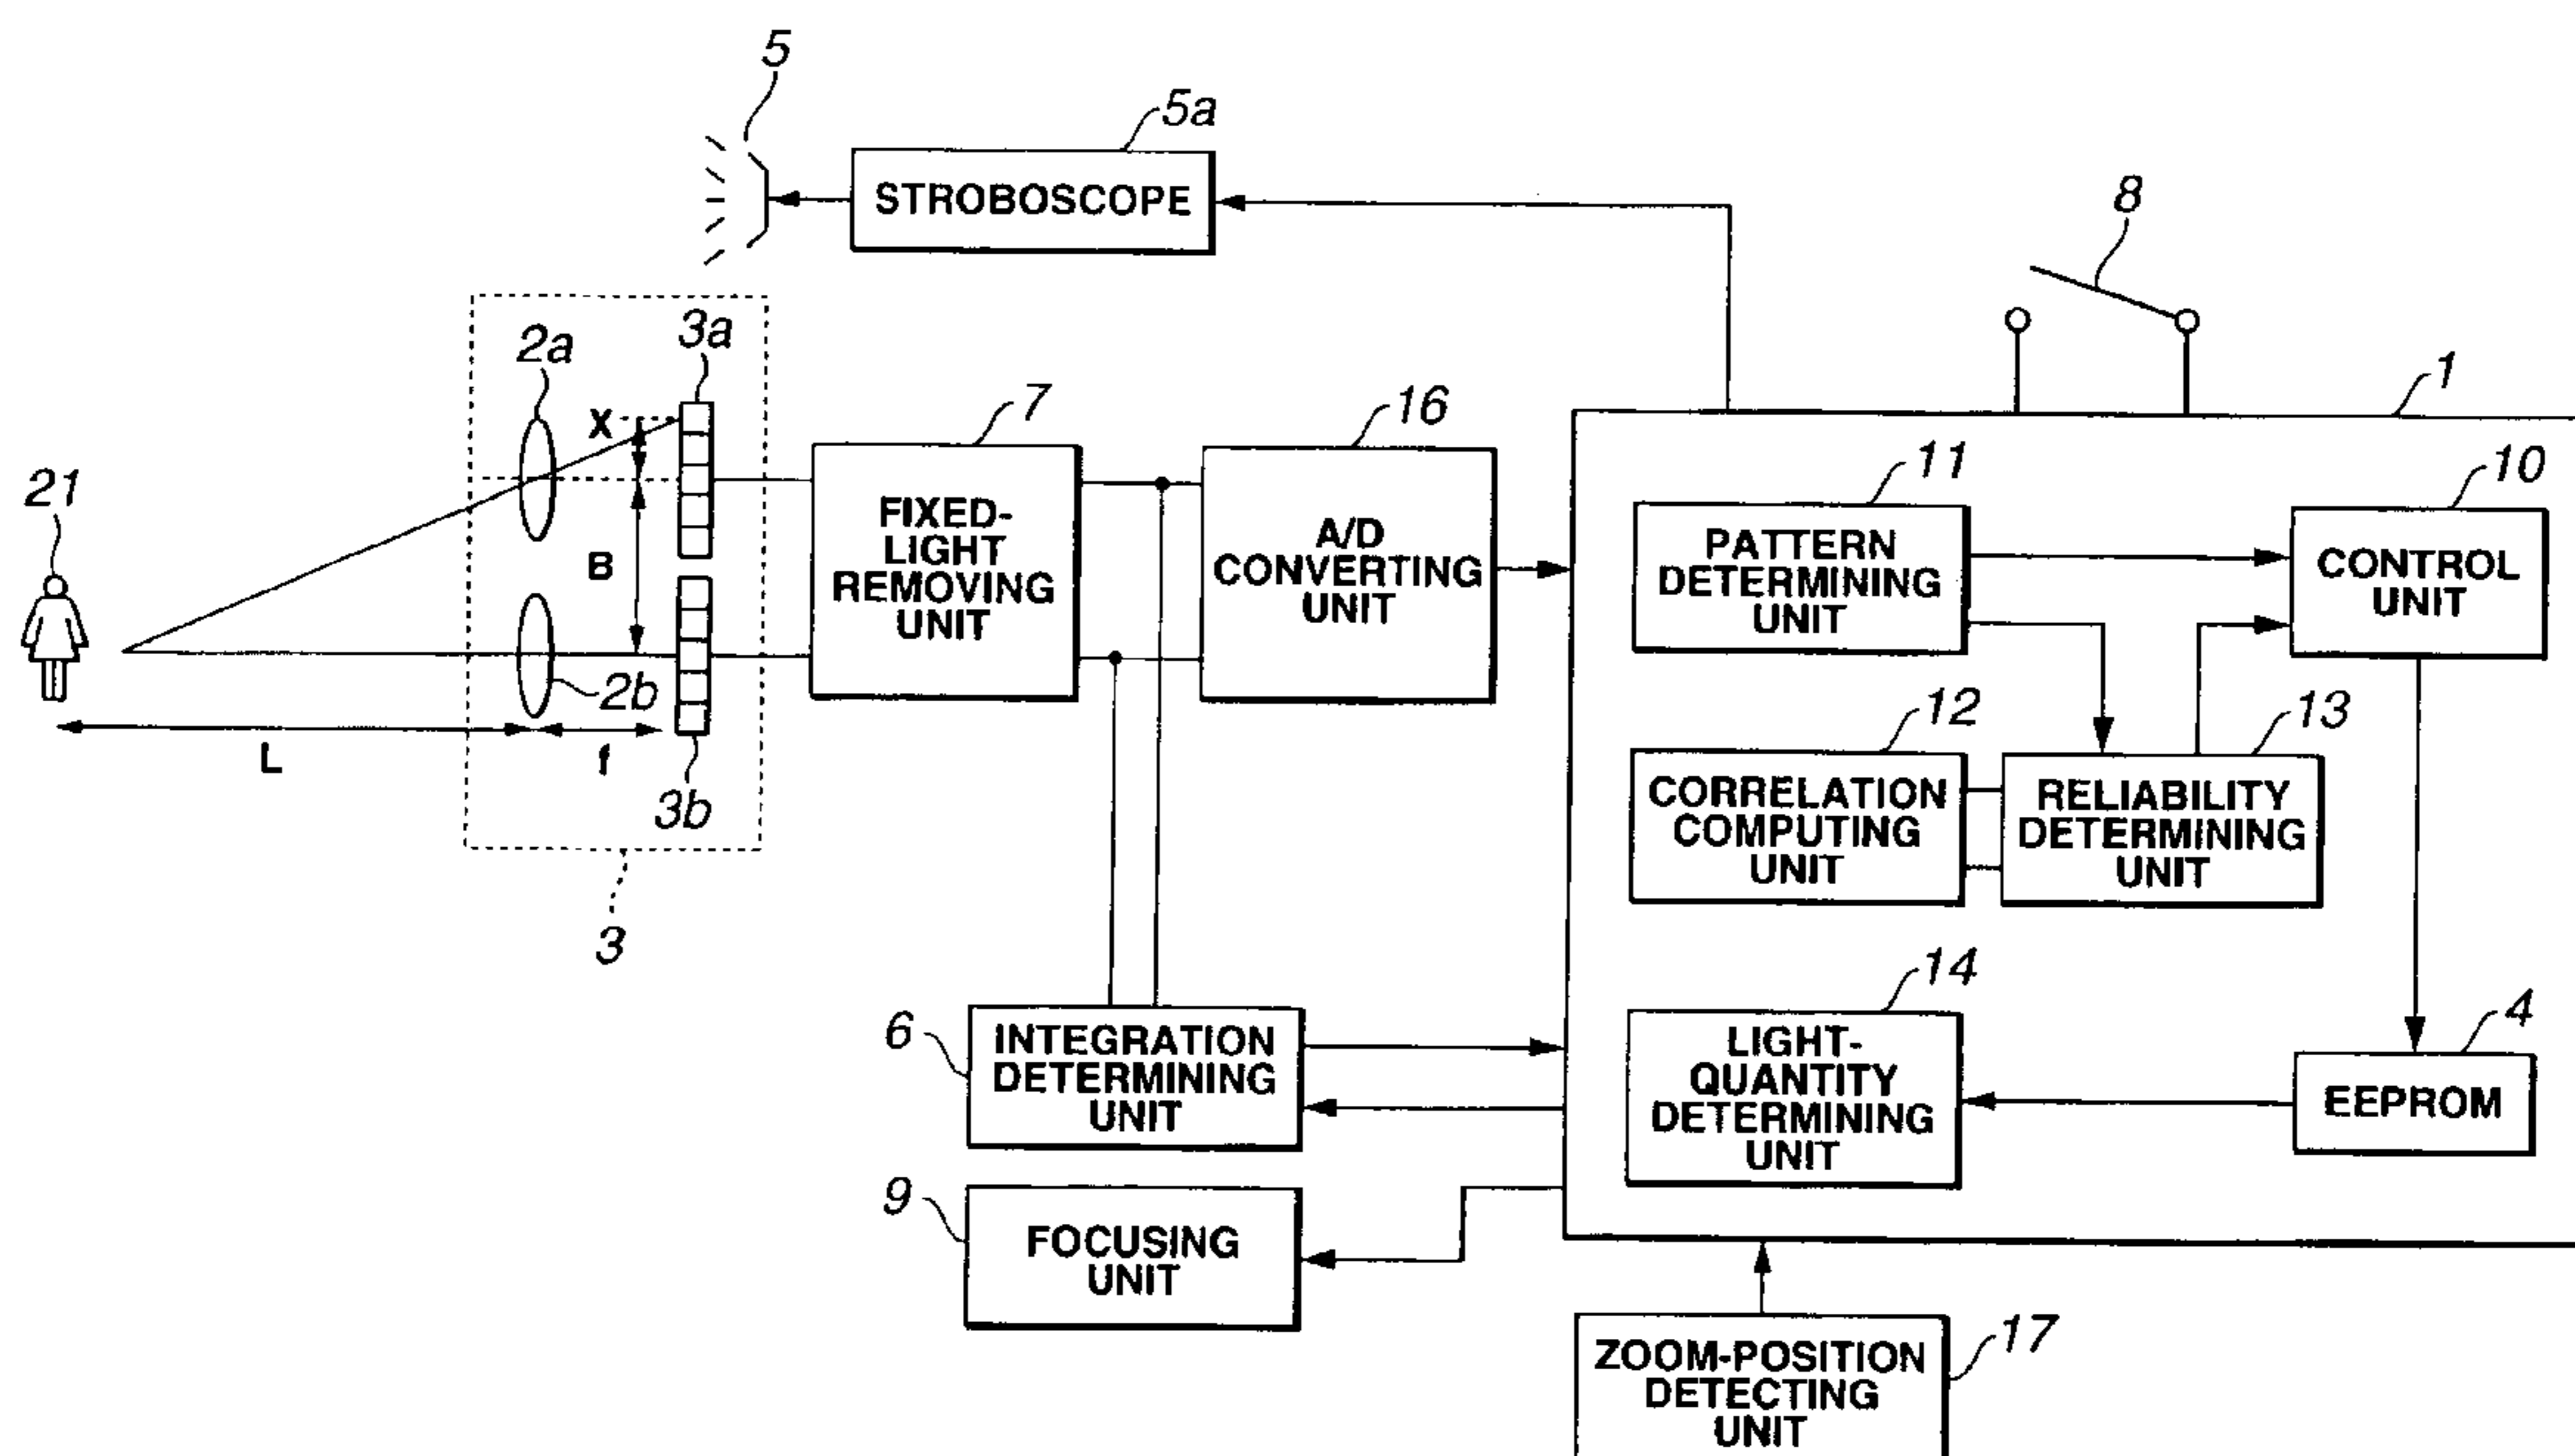 5
5a
STROBOSCOPE
8
1
2a
3a
X
B
21
2b
L
f
3b
3
7
FIXED-
LIGHT
REMOVING
UNIT
16
A/D
CONVERTING
UNIT
11
PATTERN
DETERMINING
UNIT
10
CONTROL
UNIT
12
CORRELATION
COMPUTING
UNIT
13
RELIABILITY
DETERMINING
UNIT
14
LIGHT-
QUANTITY
DETERMINING
UNIT
4
EEPROM
6
INTEGRATION
DETERMINING
UNIT
9
FOCUSING
UNIT
17
ZOOM-POSITION
DETECTING
UNIT